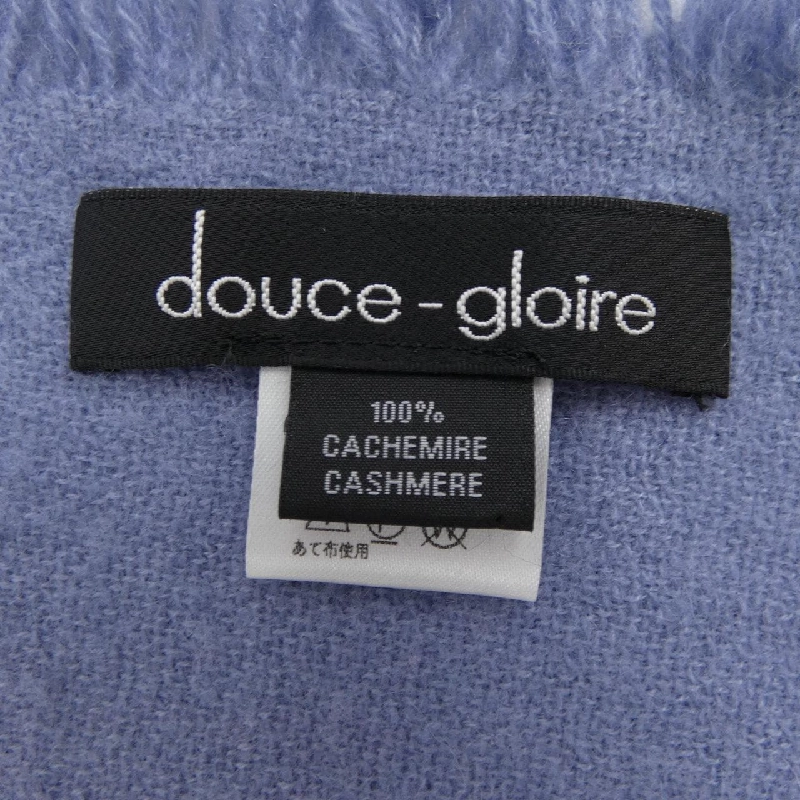 douce-gloire
100%
CACHEMIRE
CASHMERE
あて布使用